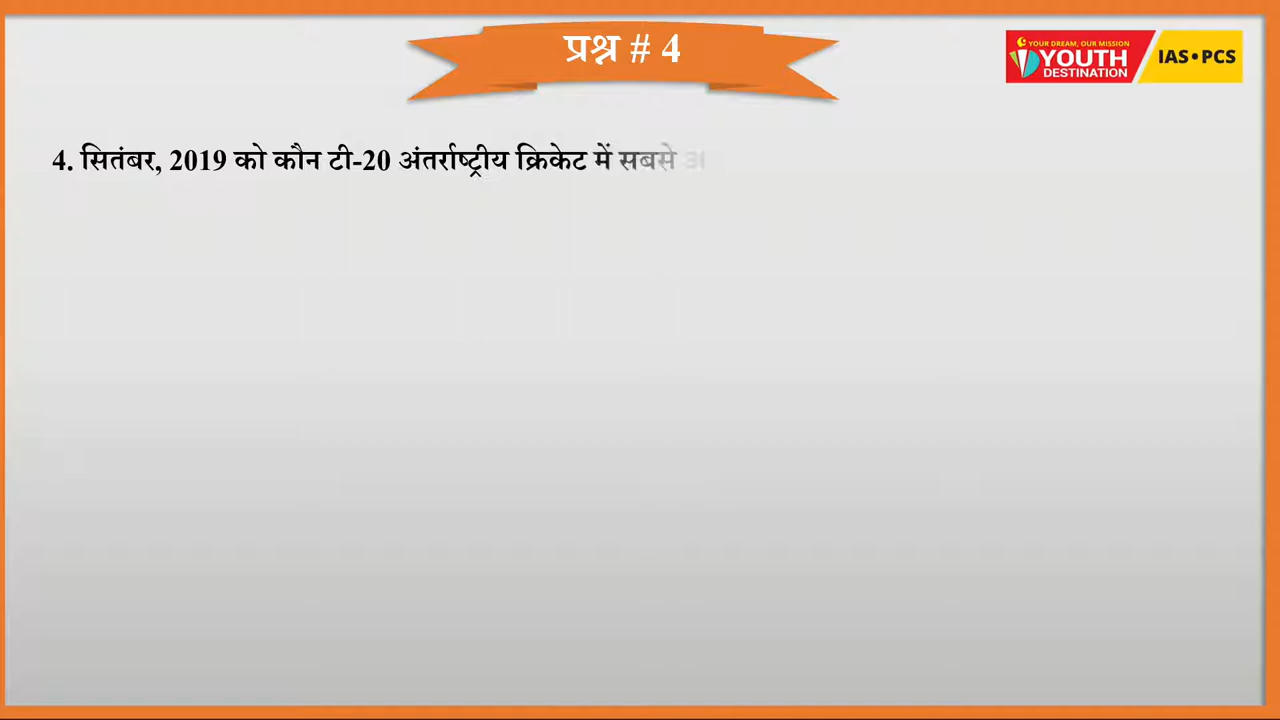 प्रश्न # 4
YOUR DREAM, OUR MISSION
YOUTH
DESTINATION
IAS•PCS
4. सितंबर, 2019 को कौन टी-20 अंतर्राष्ट्रीय क्रिकेट में सबसे